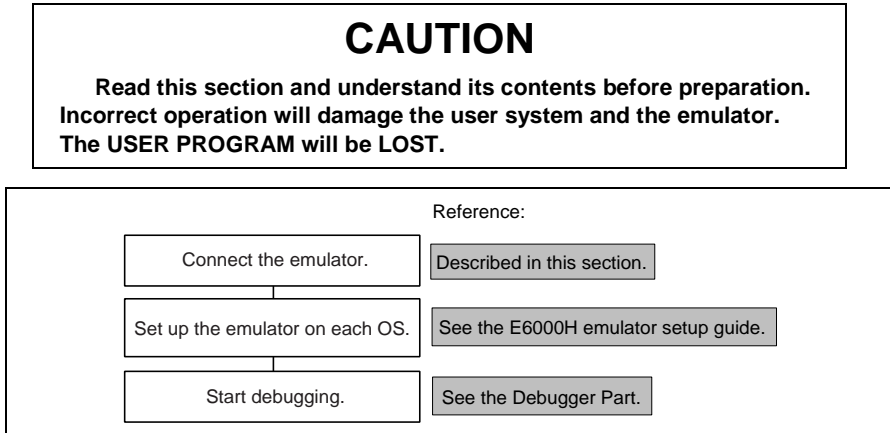 CAUTION
Read this section and understand its contents before preparation.
Incorrect operation will damage the user system and the emulator.
The USER PROGRAM will be LOST.
Reference:
Connect the emulator.
Described in this section.
Set up the emulator on each OS.
See the E6000H emulator setup guide.
Start debugging.
See the Debugger Part.